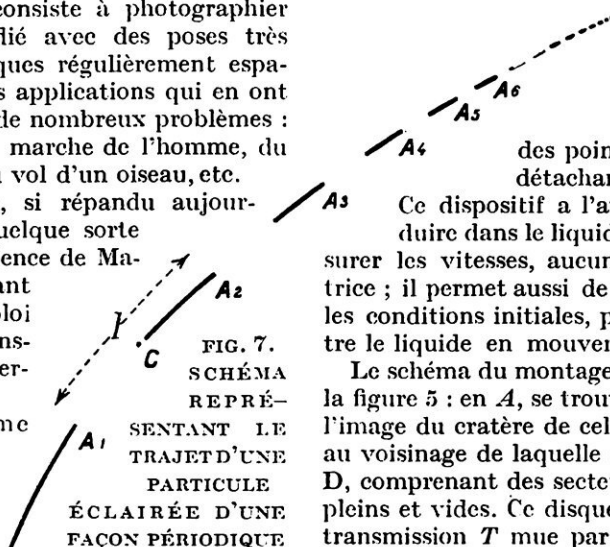 consiste à photographier
dié avec des poses très
ques régulièrement espa-
s applications qui en ont
de nombreux problèmes :
marche de l'homme, du
vol d'un oiseau, etc.
, si répandu aujour-
uelque sorte
ence de Ma-
ant
ploi
ns-
er-
me
A6
A5
A4
A3
A2
l
C
A1
FIG. 7.
SCHÉMA
REPRÉ-
SENTANT LE
TRAJET D'UNE
PARTICULE
ÉCLAIRÉE D'UNE
FAÇON PÉRIODIQUE
des poin
détachan
Ce dispositif a l'a
duire dans le liquid
surer les vitesses, aucun
trice ; il permet aussi de
les conditions initiales, p
tre le liquide en mouven
Le schéma du montage
la figure 5 : en A, se trou
l'image du cratère de cel
au voisinage de laquelle
D, comprenant des secte
pleins et vides. Ce disque
transmission T mue par